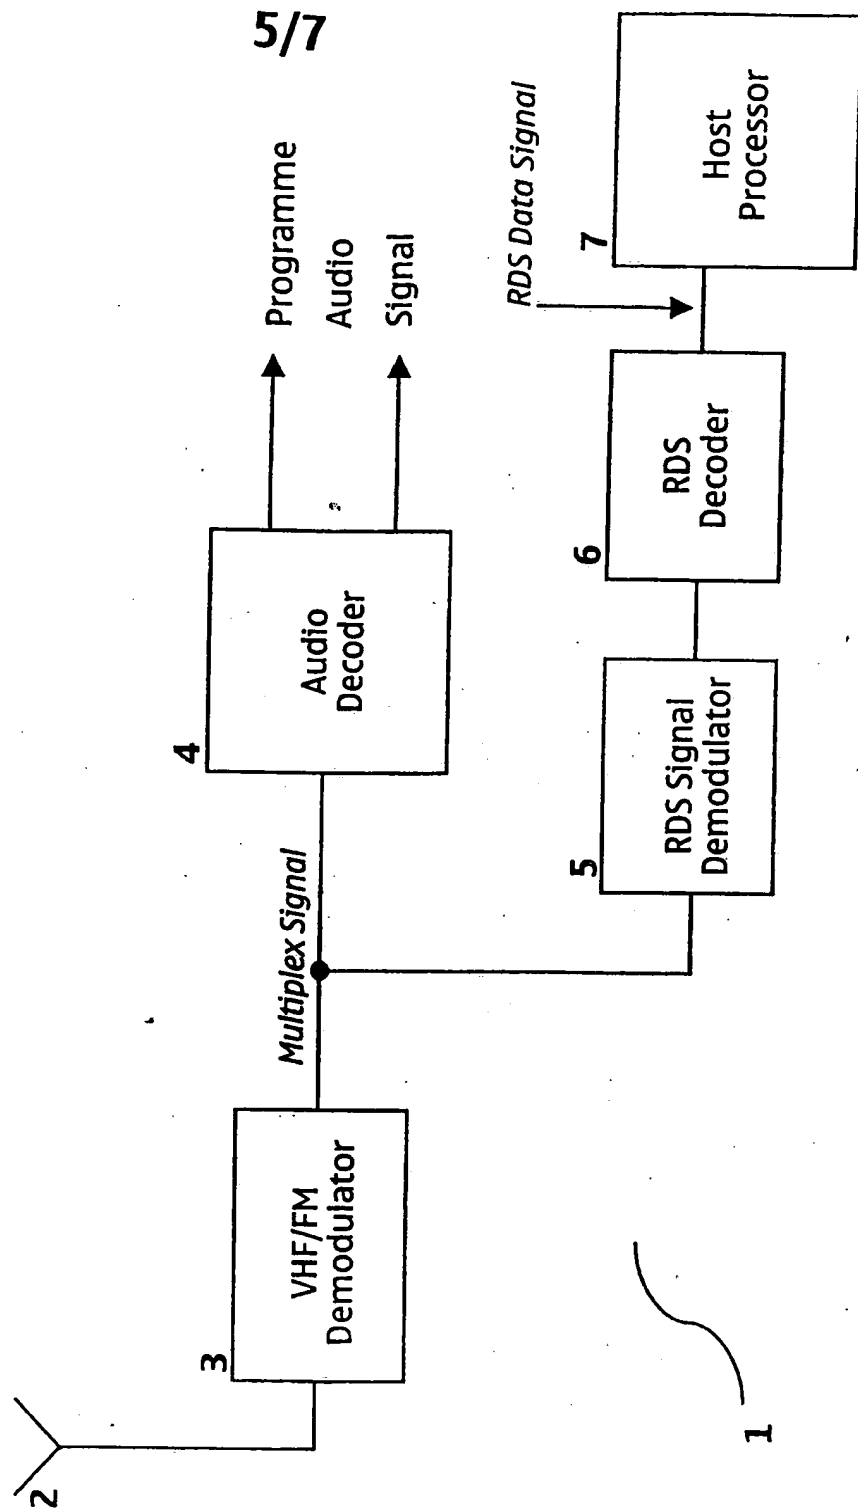 5/7
2
3
VHF/FM
Demodulator
Multiplex Signal
4
Audio
Decoder
Programme
Audio
Signal
5
RDS Signal
Demodulator
6
RDS
Decoder
RDS Data Signal
7
Host
Processor
1